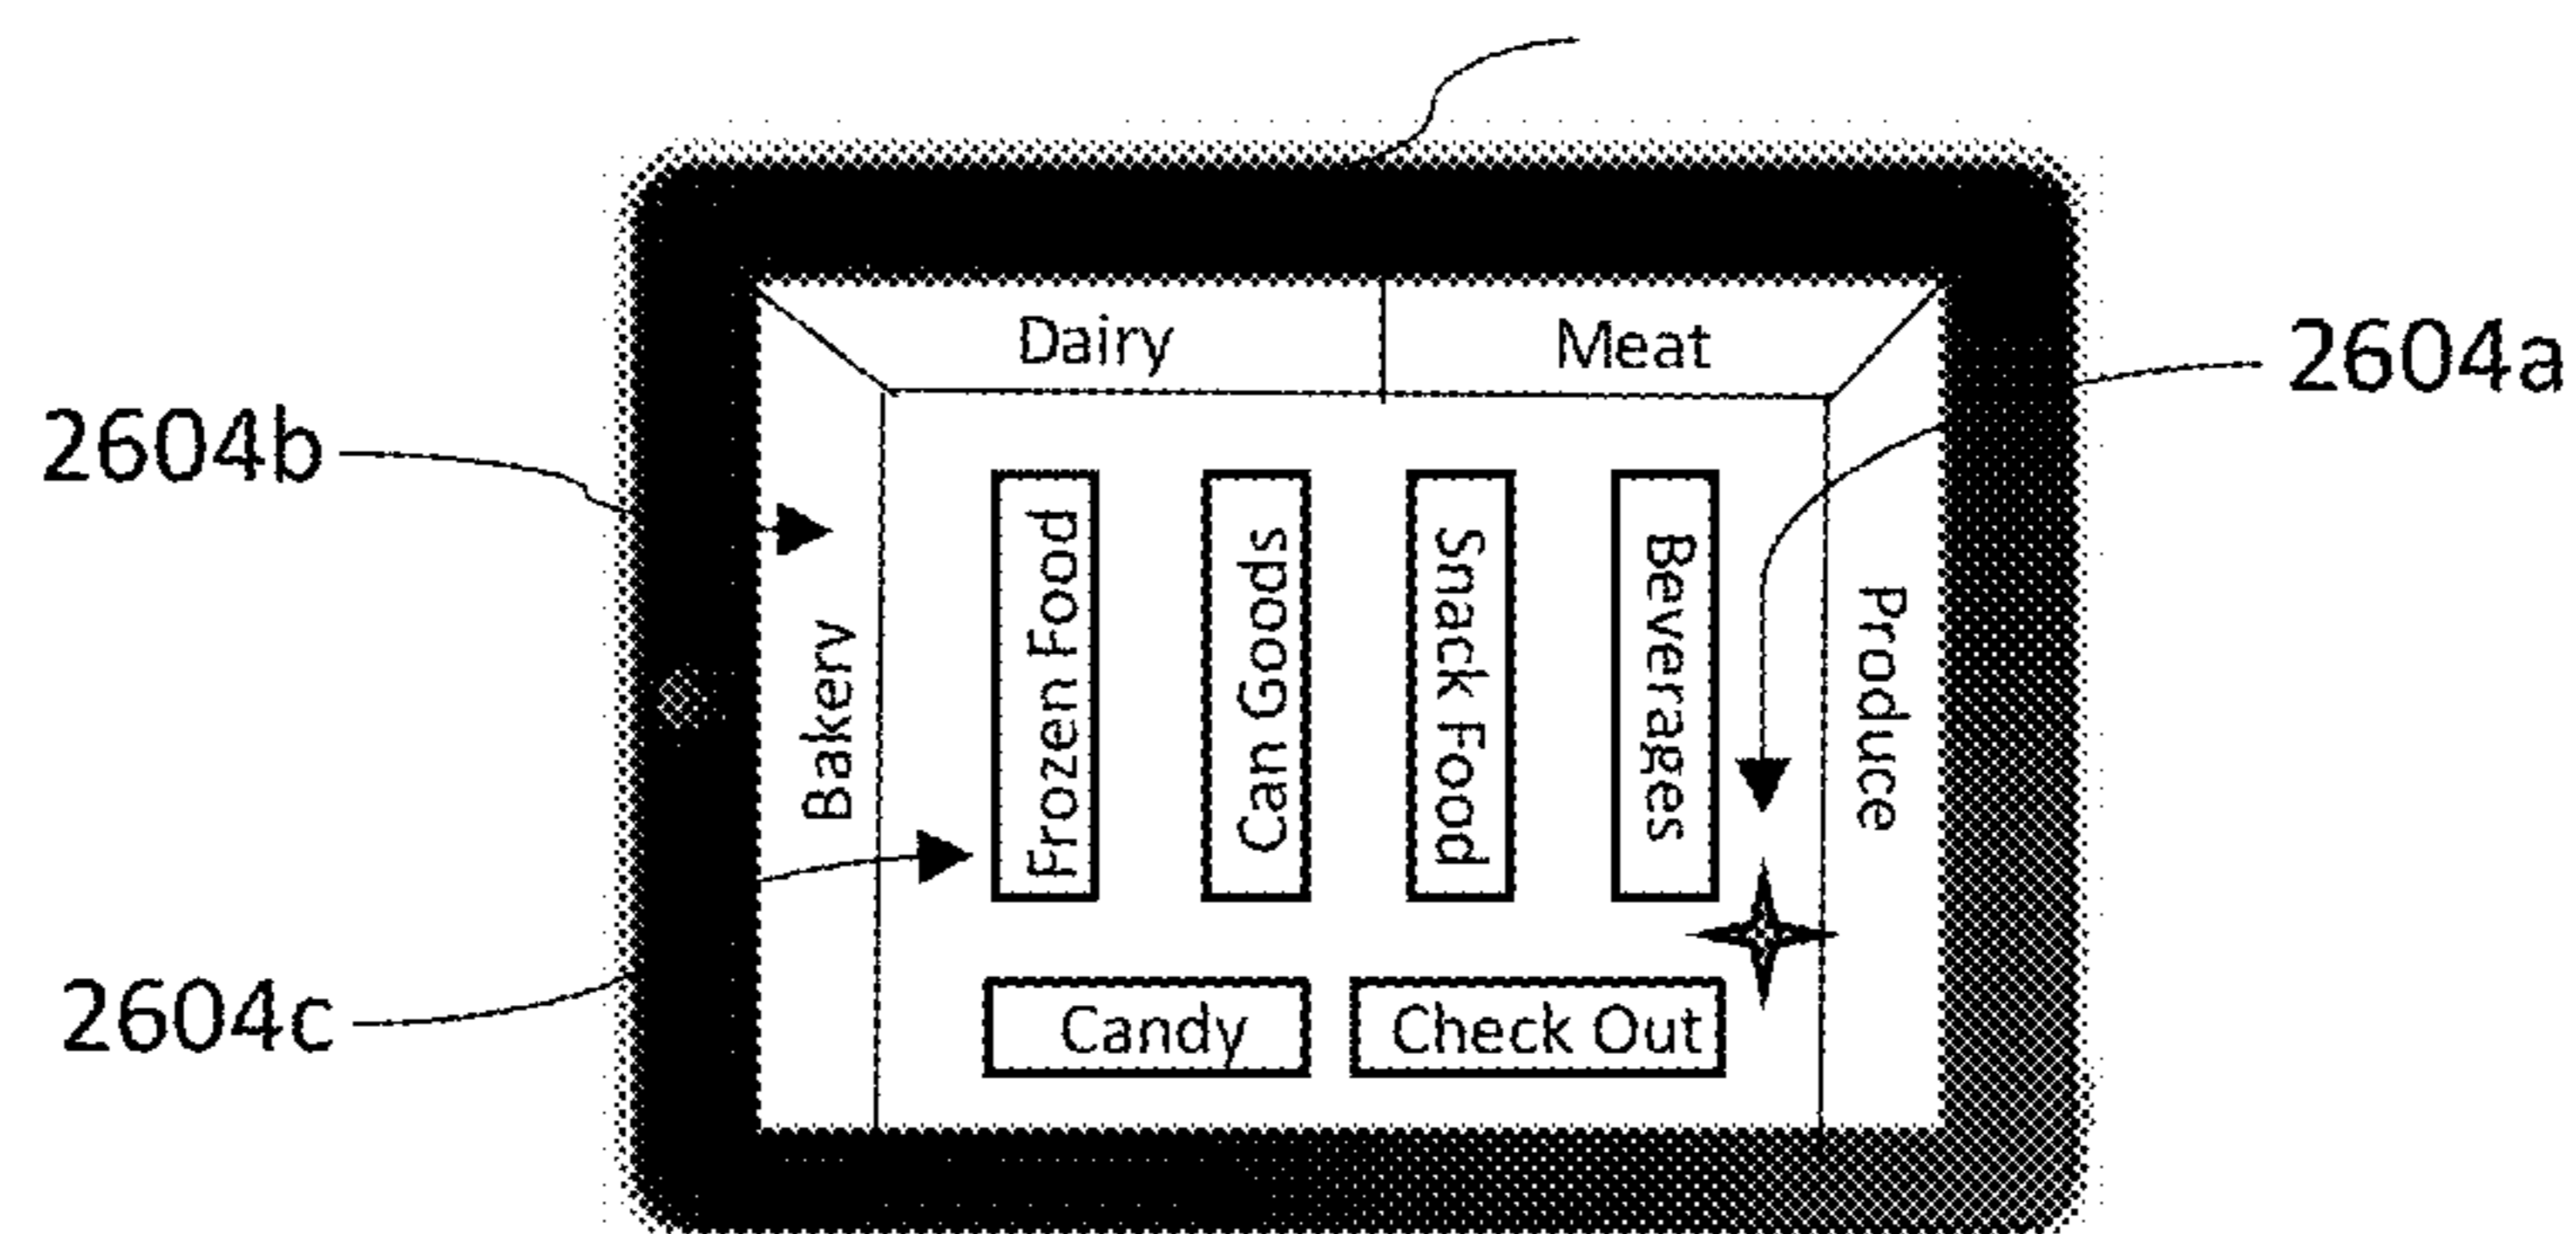 Dairy
Meat
2604a
2604b
Frozen Food
Can Goods
Snack Food
Beverages
Produce
Bakery
2604c
Candy
Check Out